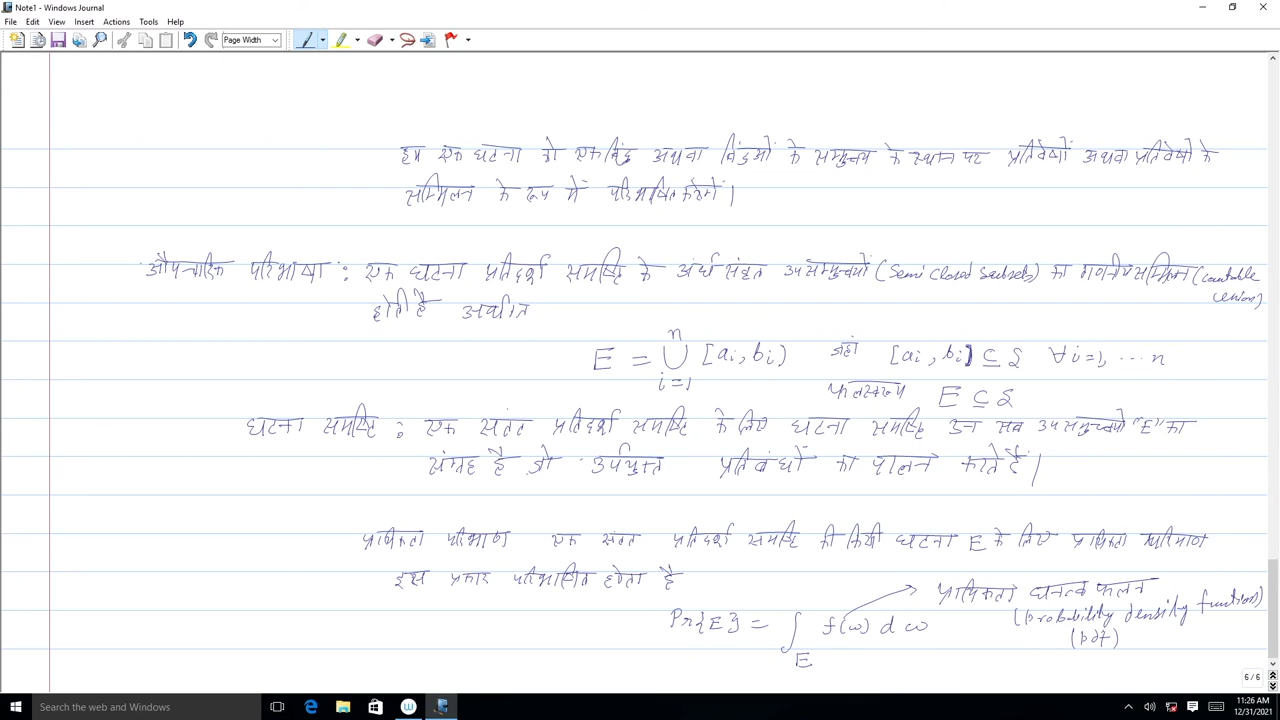 Note1 - Windows Journal
File Edit View Insert Actions Tools Help
Page Width
हम एक घटना को एक बिंदु अथवा बिंदुओं के समुच्चय के स्थान पर प्रतिवेशों अथवा प्रतिवेशों के
सम्मिलन के रूप में परिभाषित करेंगे।
औपचारिक परिभाषा : एक घटना प्रतिदर्श समष्टि के अर्ध संवृत उपसमुच्चयों (Semi closed subsets) का गणनीय सम्मिलन (countable union)
होती है अर्थात
E = ⋃_{i=1}^{n} [ai, bi) जहां [ai, bi] ⊆ S ∀ i=1, ... n
फलस्वरूप E ⊆ S
घटना समष्टि : एक संतत प्रतिदर्श समष्टि के लिए घटना समष्टि उन सब उपसमुच्चयों "E" का
संग्रह है जो उपर्युक्त प्रतिबंधों का पालन करते हैं।
प्रायिकता परिमाण एक संतत प्रतिदर्श समष्टि की किसी घटना E के लिए प्रायिकता परिमाण
इस प्रकार परिभाषित होता है
Pr{E} = ∫_E f(ω) dω → प्रायिकता घनत्व फलन
(probability density function)
(pdf)
6 / 6
Search the web and Windows
11:26 AM
12/31/2021